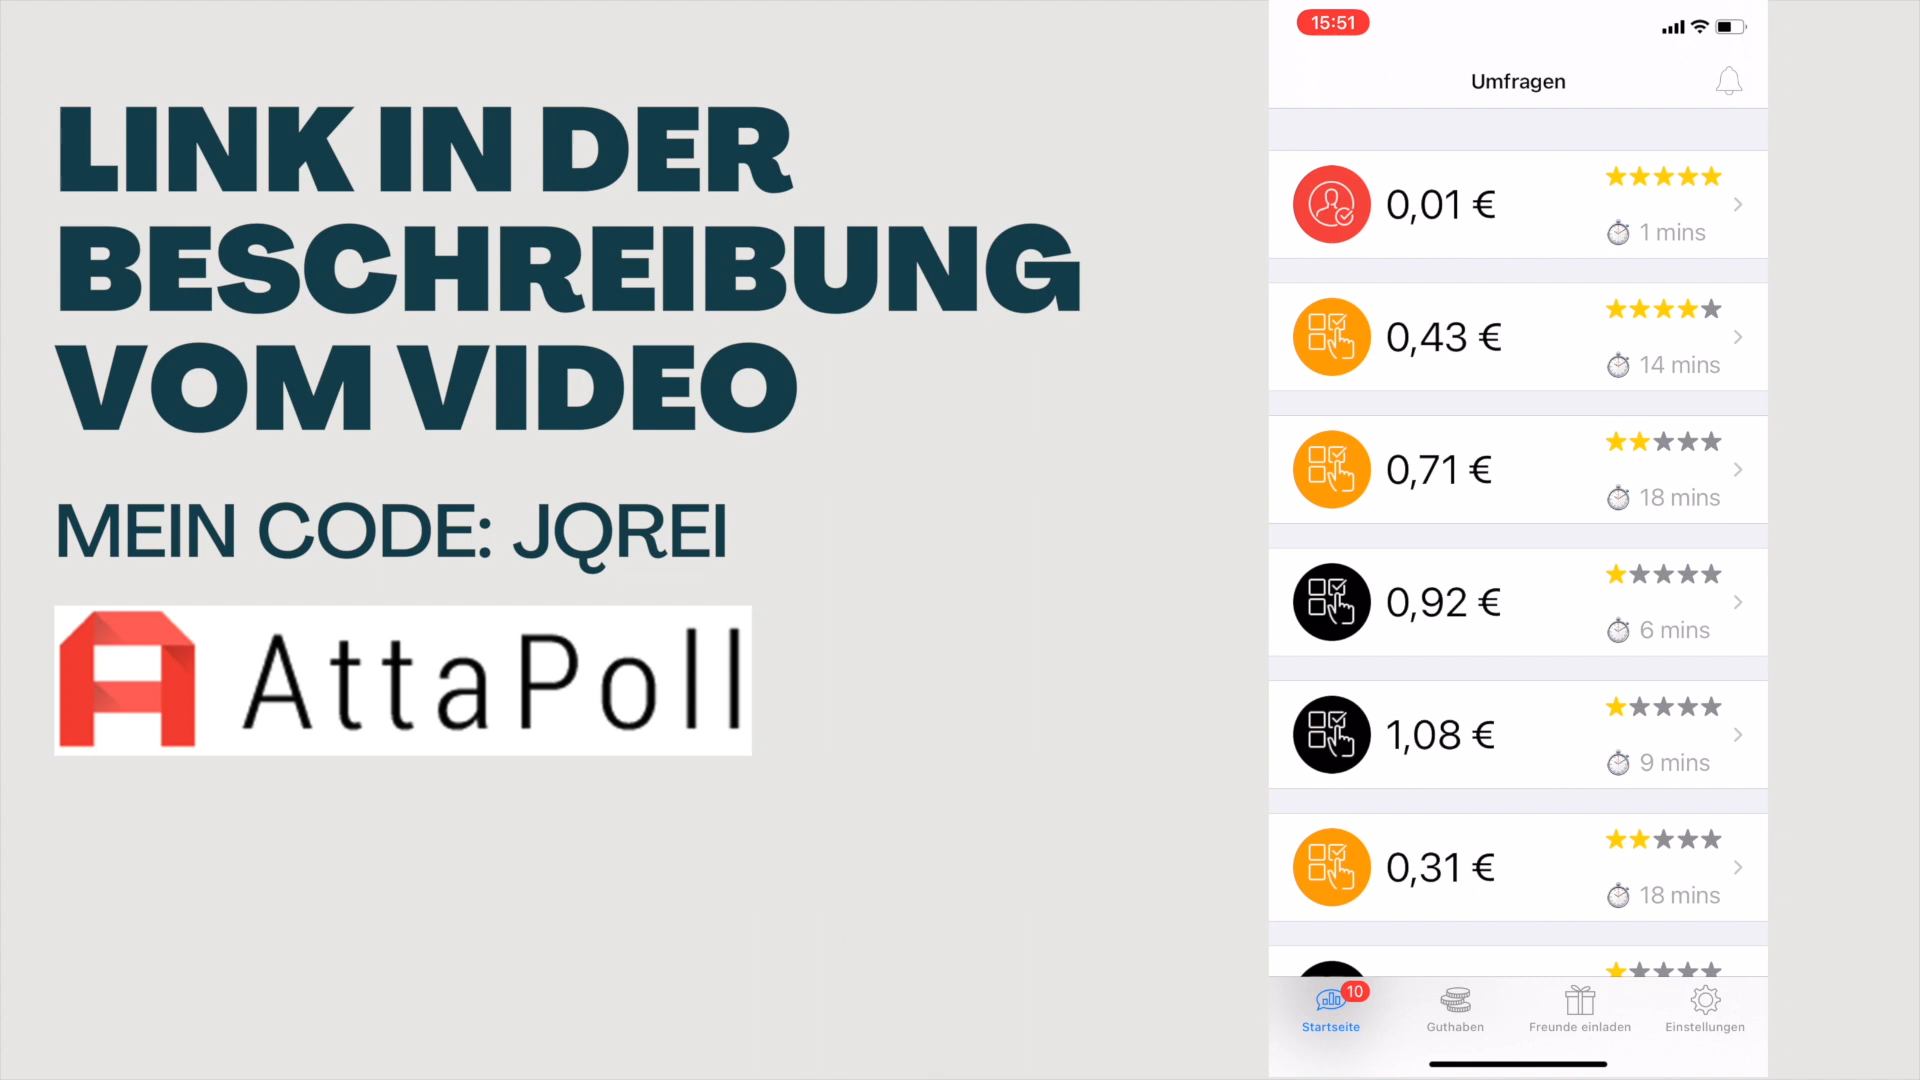 LINK IN DER
BESCHREIBUNG
VOM VIDEO
MEIN CODE: JQREI
AttaPoll
15:51
Umfragen
0,01 €
1 mins
0,43 €
14 mins
0,71 €
18 mins
0,92 €
6 mins
1,08 €
9 mins
0,31 €
18 mins
10
Startseite
Guthaben
Freunde einladen
Einstellungen